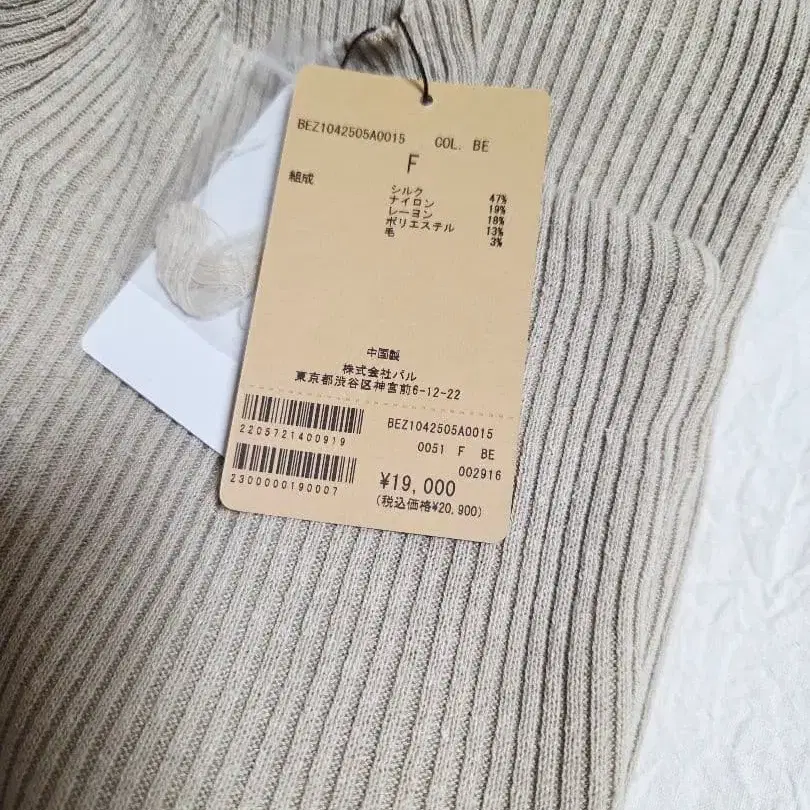 BEZ1042505A0015 COL. BE
F
組成
シルク 47%
ナイロン 19%
レーヨン 18%
ポリエステル 13%
毛 3%
中国製
株式会社パル
東京都渋谷区神宮前6-12-22
2205721400919
BEZ1042505A0015
0051 F BE
002916
2300000190007
¥19,000
(税込価格¥20,900)